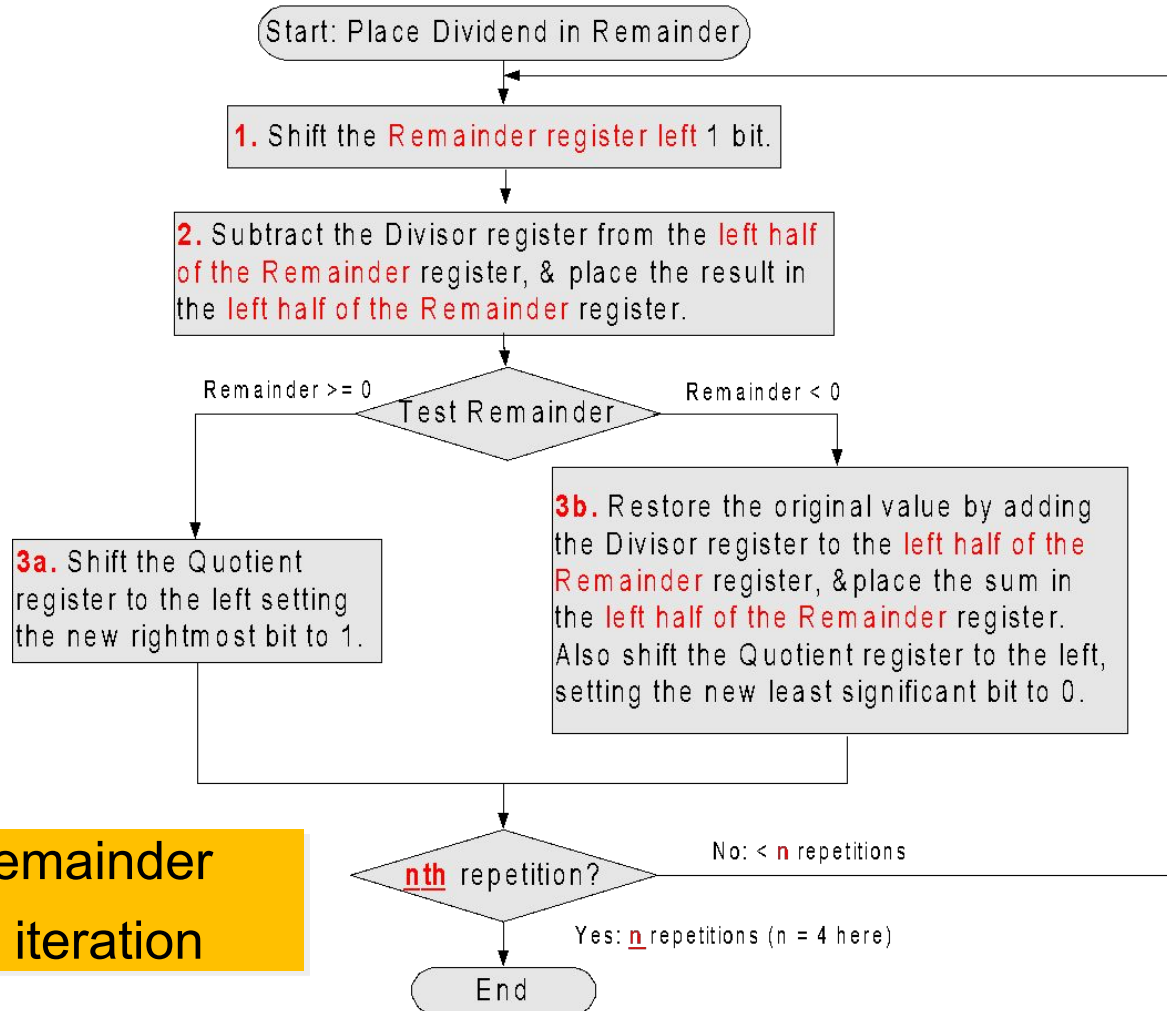 Start: Place Dividend in Remainder
1. Shift the Remainder register left 1 bit.
2. Subtract the Divisor register from the left half
of the Remainder register, & place the result in
the left half of the Remainder register.
Remainder >= 0
Remainder < 0
Test Remainder
3a. Shift the Quotient
register to the left setting
the new rightmost bit to 1.
3b. Restore the original value by adding
the Divisor register to the left half of the
Remainder register, &place the sum in
the left half of the Remainder register.
Also shift the Quotient register to the left,
setting the new least significant bit to 0.
nth repetition?
No: < n repetitions
Yes: n repetitions (n = 4 here)
End
emainder
iteration